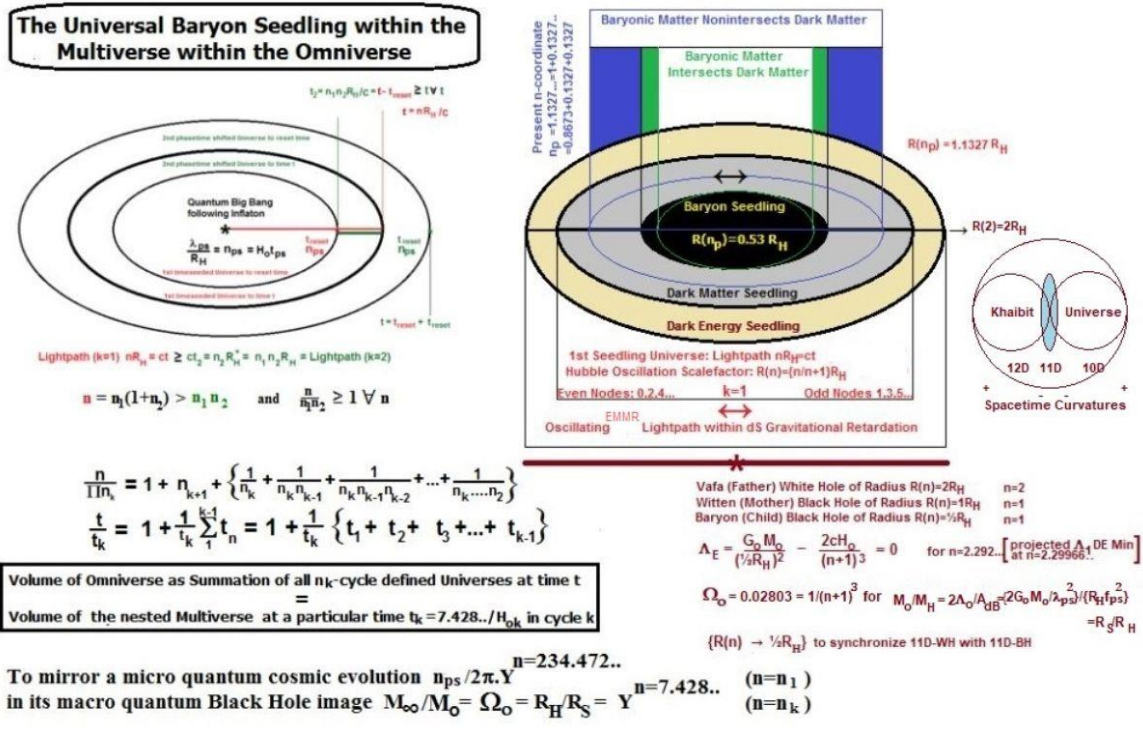 The Universal Baryon Seedling within the
Multiverse within the Omniverse
t₂= n₁n₂R_H/c =t- t_reset ≥ t∀ t
t = nR_H /c
2nd phasetime shifted Universe to reset time
2nd phasetime shifted Universe to time t
Quantum Big Bang
following Inflaton
*
λ_ps/R_H = n_ps = H_o t_ps
t_reset
n_ps
t_reset
n_ps
1st timeseeded Universe to reset time
1st timeseeded Universe to time t
t = t_reset + t_reset
Lightpath (k=1) nR_H = ct ≥ ct₂ = n₂R_H^* = n₁n₂R_H = Lightpath (k=2)
n = n₁(1+n₂) > n₁n₂ and n/n₁n₂ ≥ 1 ∀ n
n/Πn_k = 1 + n_k+1 + {1/n_k + 1/n_k n_k-1 + 1/n_k n_k-1 n_k-2 +...+ 1/n_k....n₂}
t/t_k = 1 + 1/t_k Σ₁^k-1 t_n = 1 + 1/t_k {t₁+ t₂+ t₃+...+ t_k-1}
Volume of Omniverse as Summation of all n_k-cycle defined Universes at time t
=
Volume of the nested Multiverse at a particular time t_k =7.428../H_ok in cycle k
To mirror a micro quantum cosmic evolution n_ps /2π.Y^n=234.472.. (n=n₁)
in its macro quantum Black Hole image M_∞/M_o= Ω_o = R_H/R_S = Y^n=7.428.. (n=n_k)
Present n-coordinate
n_p =1.1327...=1+0.1327..
=0.8673+0.1327+0.1327
Baryonic Matter Nonintersects Dark Matter
Baryonic Matter
Intersects Dark Matter
R(n_p) =1.1327 R_H
↔
Baryon Seedling
R(n_p)=0.53 R_H
Dark Matter Seedling
Dark Energy Seedling
R(2)=2R_H
Khaibit Universe
12D 11D 10D
+ - - +
Spacetime Curvatures
1st Seedling Universe: Lightpath nR_H=ct
Hubble Oscillation Scalefactor: R(n)=(n/n+1)R_H
Even Nodes: 0,2,4... k=1 Odd Nodes 1,3,5...
↔
EMMR
Oscillating Lightpath within dS Gravitational Retardation
*
Vafa (Father) White Hole of Radius R(n)=2R_H n=2
Witten (Mother) Black Hole of Radius R(n)=1R_H n=1
Baryon (Child) Black Hole of Radius R(n)=½R_H n=1
Λ_E = G_o M_o/(½R_H)² - 2cH_o/(n+1)³ = 0 for n=2.292...[projected Λ₁ DE Min at n=2.29966..]
Ω_o = 0.02803 = 1/(n+1)³ for M_o/M_H = 2Λ_o/A_dB={2G_o M_o/λ_ps²}/{R_H f_ps²}
=R_S/R_H
{R(n) → ½R_H} to synchronize 11D-WH with 11D-BH